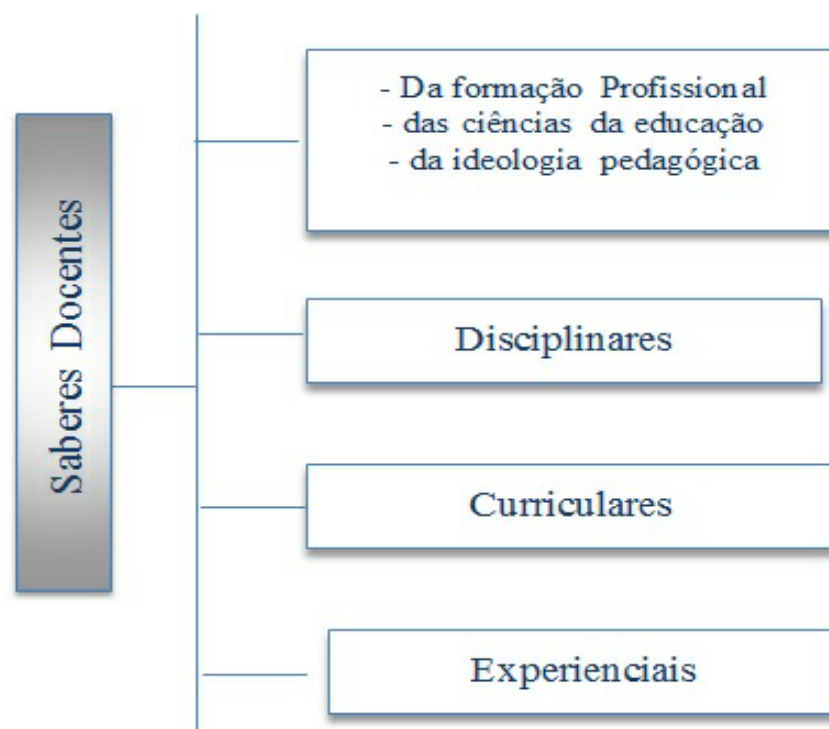 Saberes Docentes
- Da formação Profissional
- das ciências da educação
- da ideologia pedagógica
Disciplinares
Curriculares
Experienciais